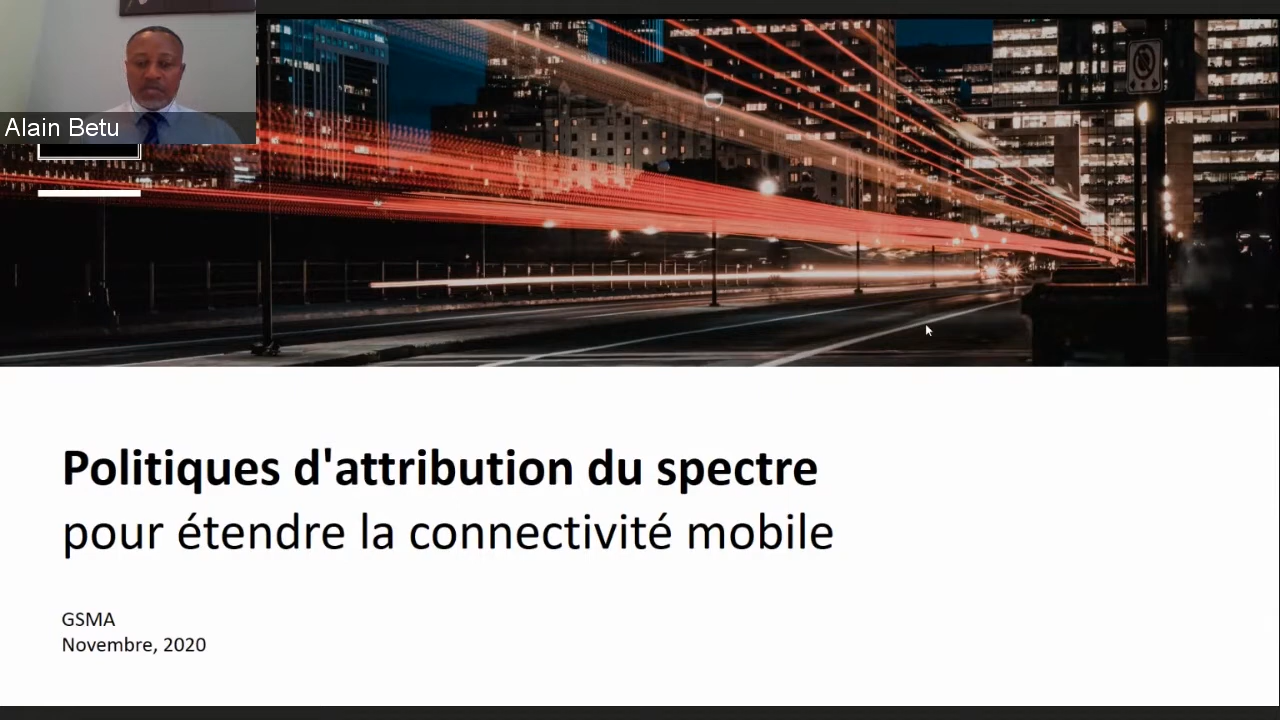 Alain Betu
Politiques d'attribution du spectre
pour étendre la connectivité mobile
GSMA
Novembre, 2020